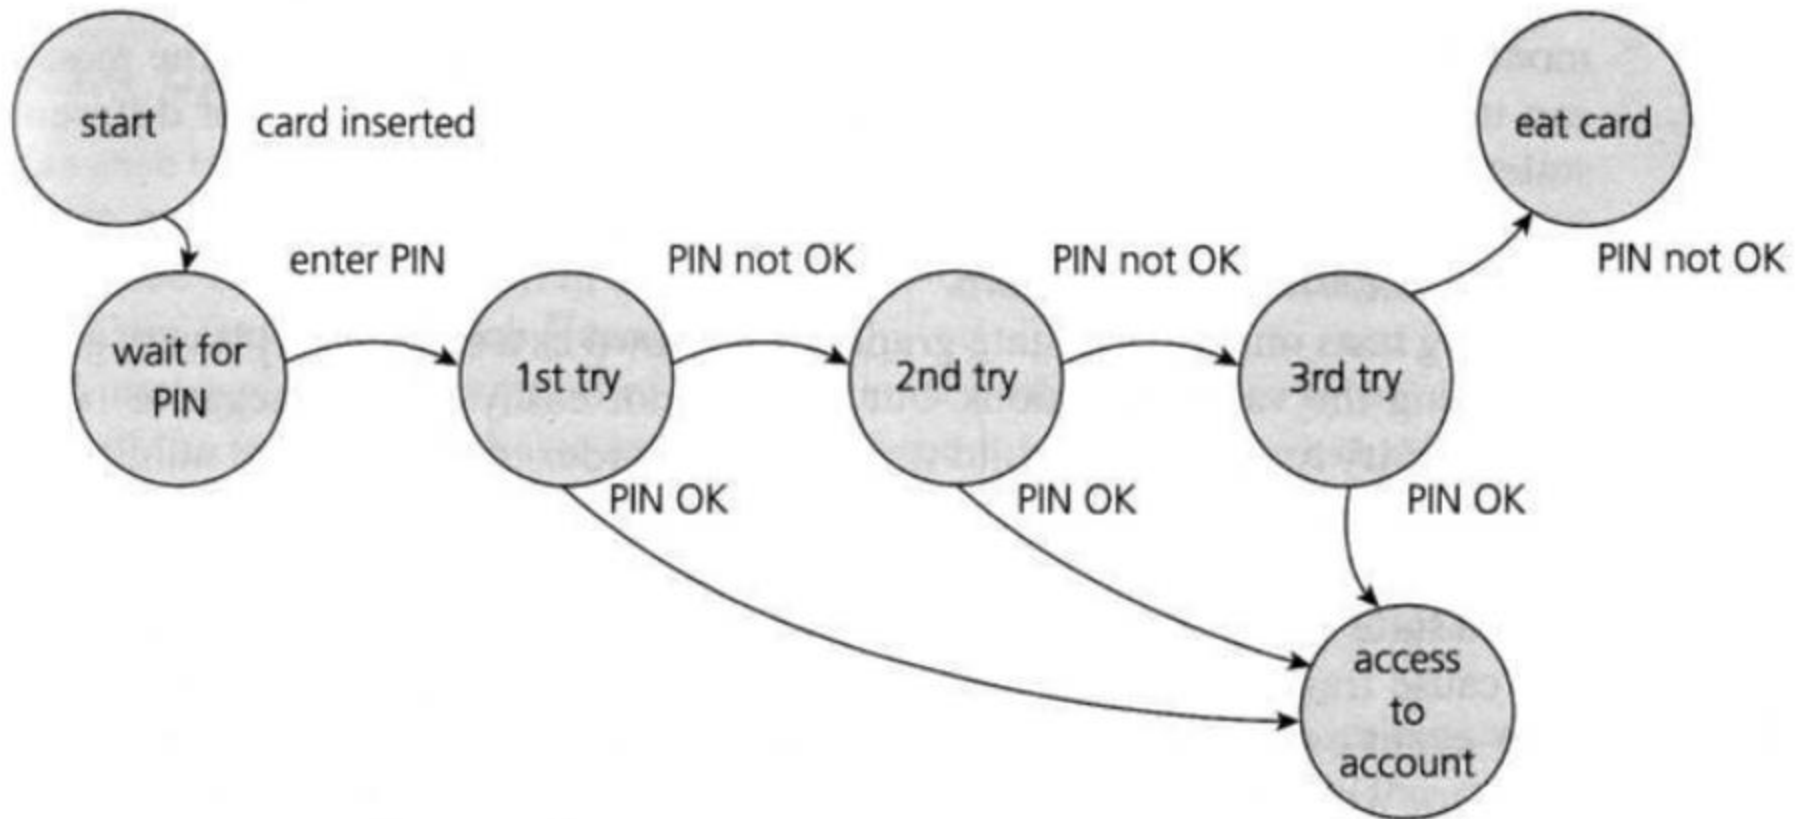 start
card inserted
eat card
enter PIN
PIN not OK
PIN not OK
PIN not OK
wait for
PIN
1st try
2nd try
3rd try
PIN OK
PIN OK
PIN OK
access
to
account